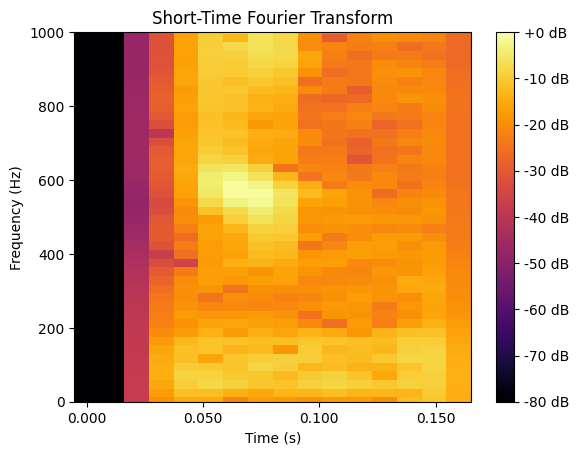 Short-Time Fourier Transform
1000
800
600
400
200
0
Frequency (Hz)
0.000
0.050
0.100
0.150
Time (s)
+0 dB
-10 dB
-20 dB
-30 dB
-40 dB
-50 dB
-60 dB
-70 dB
-80 dB